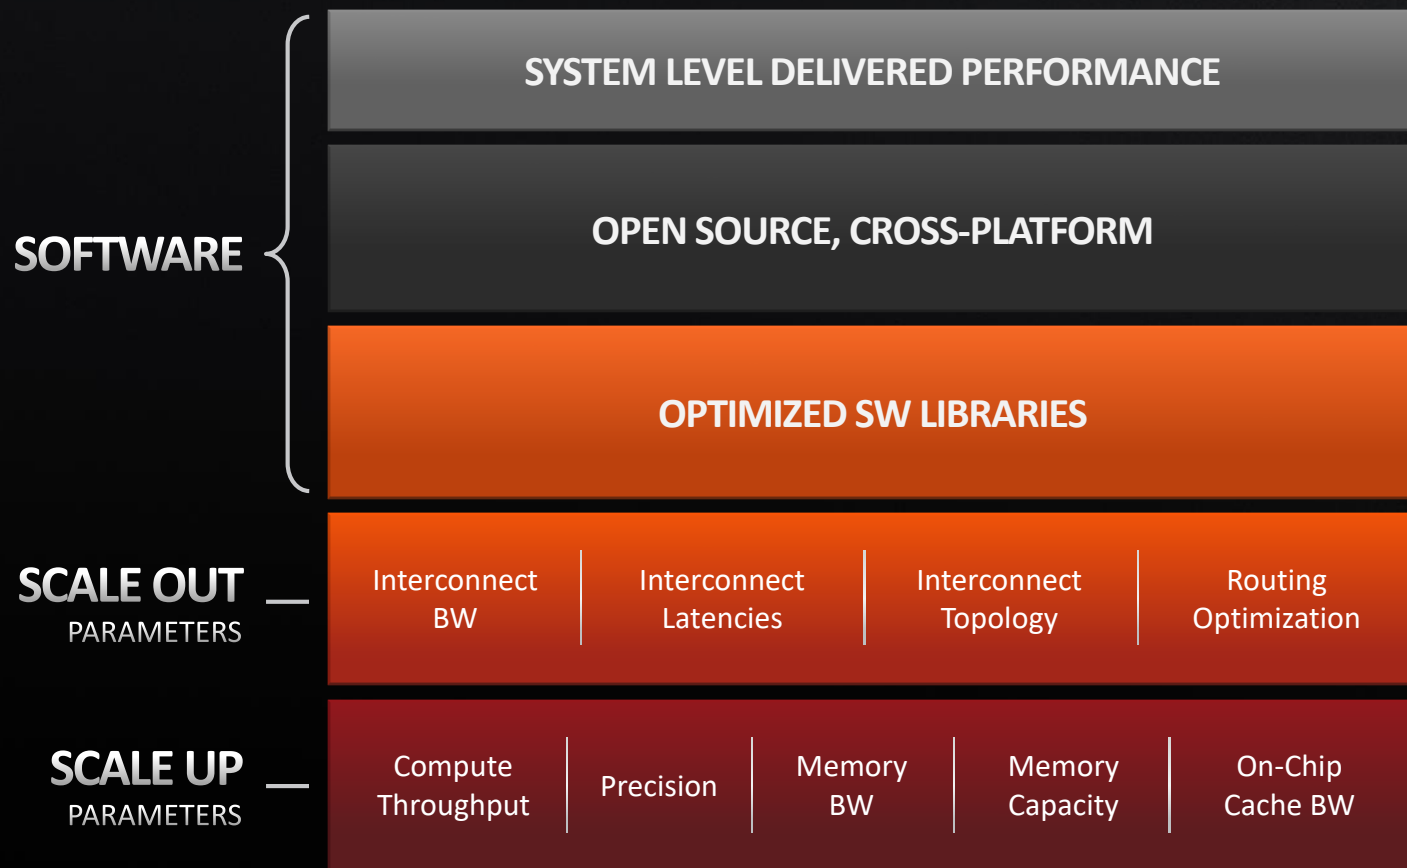 SYSTEM LEVEL DELIVERED PERFORMANCE
OPEN SOURCE, CROSS-PLATFORM
SOFTWARE
OPTIMIZED SW LIBRARIES
SCALE OUT
PARAMETERS
Interconnect
BW
Interconnect
Latencies
Interconnect
Topology
Routing
Optimization
SCALE UP
PARAMETERS
Compute
Throughput
Precision
Memory
BW
Memory
Capacity
On-Chip
Cache BW